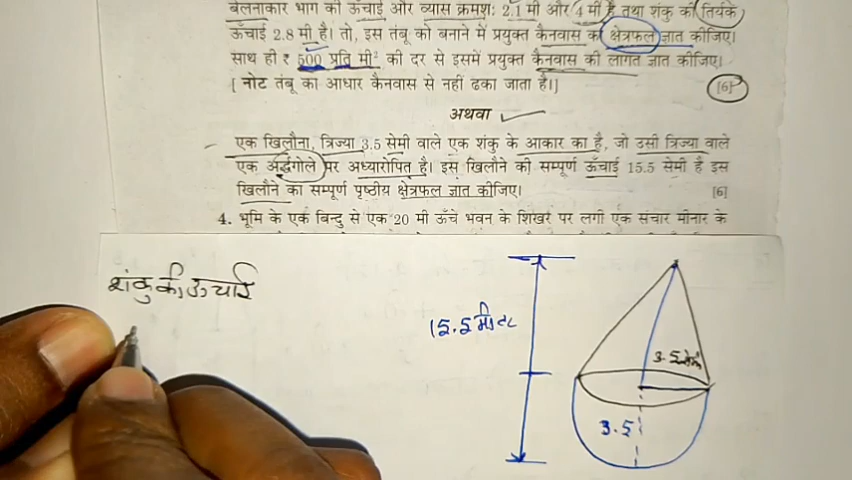 बेलनाकार भाग की ऊँचाई और व्यास क्रमश: 2.1 मी और 4 मी है तथा शंकु की तिर्यक
ऊँचाई 2.8 मी है। तो, इस तंबू को बनाने में प्रयुक्त कैनवास का क्षेत्रफल ज्ञात कीजिए।
साथ ही ₹ 500 प्रति मी² की दर से इसमें प्रयुक्त कैनवास की लागत ज्ञात कीजिए।
[ नोट तंबू का आधार कैनवास से नहीं ढका जाता है।] [6]
अथवा
एक खिलौना, त्रिज्या 3.5 सेमी वाले एक शंकु के आकार का है, जो उसी त्रिज्या वाले
एक अर्द्धगोले पर अध्यारोपित है। इस खिलौने की सम्पूर्ण ऊँचाई 15.5 सेमी है इस
खिलौने का सम्पूर्ण पृष्ठीय क्षेत्रफल ज्ञात कीजिए। [6]
4. भूमि के एक बिन्दु से एक 20 मी ऊँचे भवन के शिखर पर लगी एक संचार मीनार के
शंकु की ऊचाई
15.5
3.5
3.5